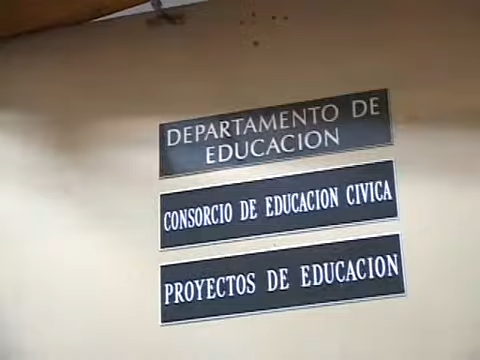 DEPARTAMENTO DE
EDUCACION
CONSORCIO DE EDUCACION CIVICA
PROYECTOS DE EDUCACION